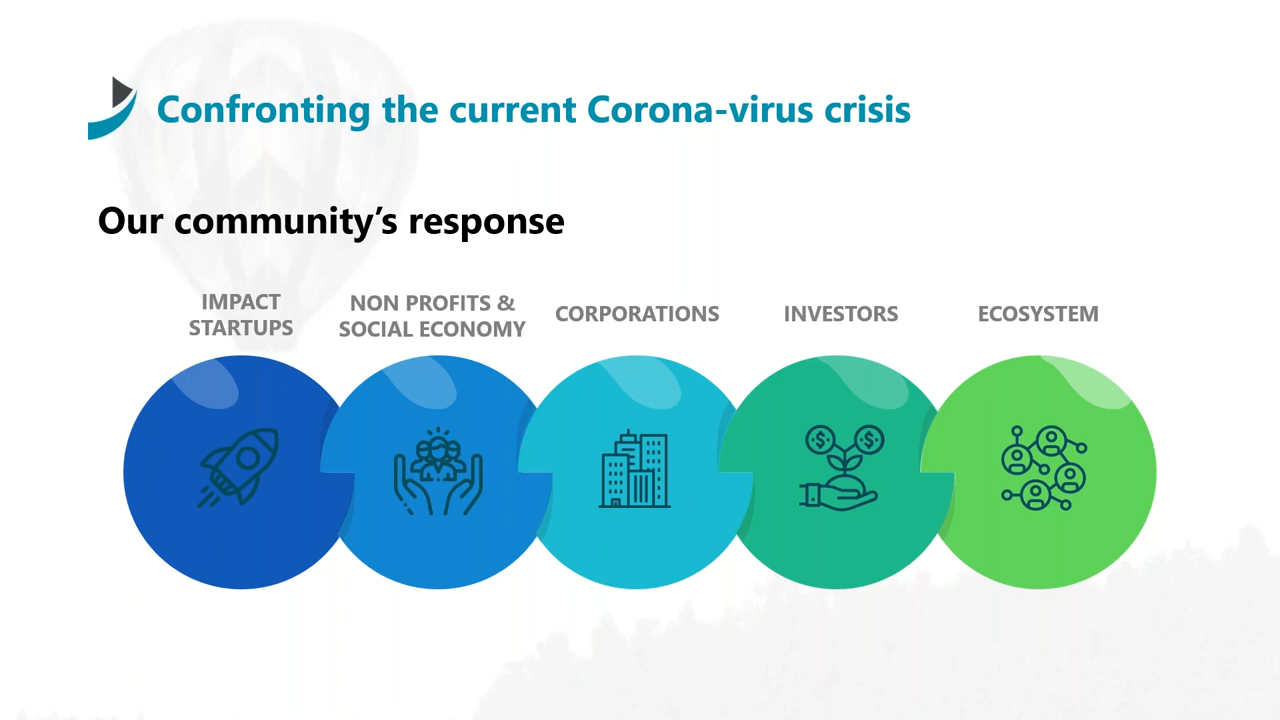 Confronting the current Corona-virus crisis
Our community’s response
IMPACT
STARTUPS
NON PROFITS &
SOCIAL ECONOMY
CORPORATIONS
INVESTORS
ECOSYSTEM
$
$